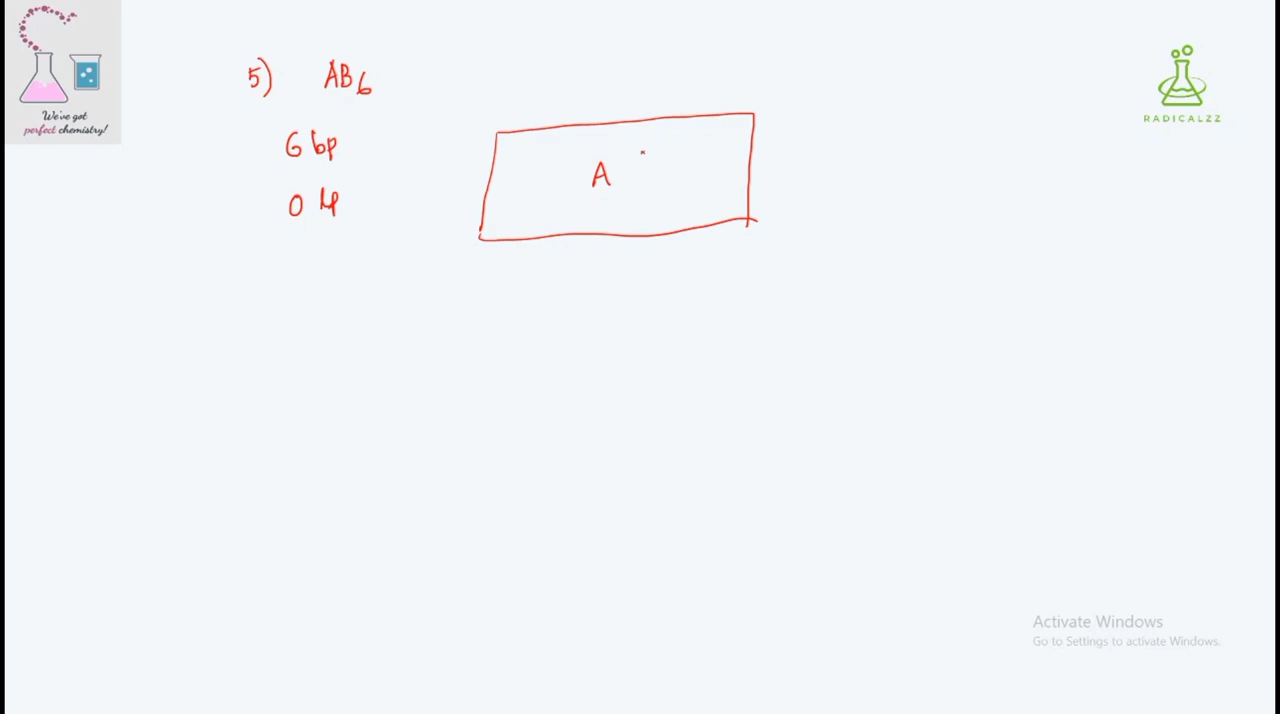 We've got
perfect chemistry!
RADICALZZ
5) AB6
6 bp
0 lp
A
Activate Windows
Go to Settings to activate Windows.